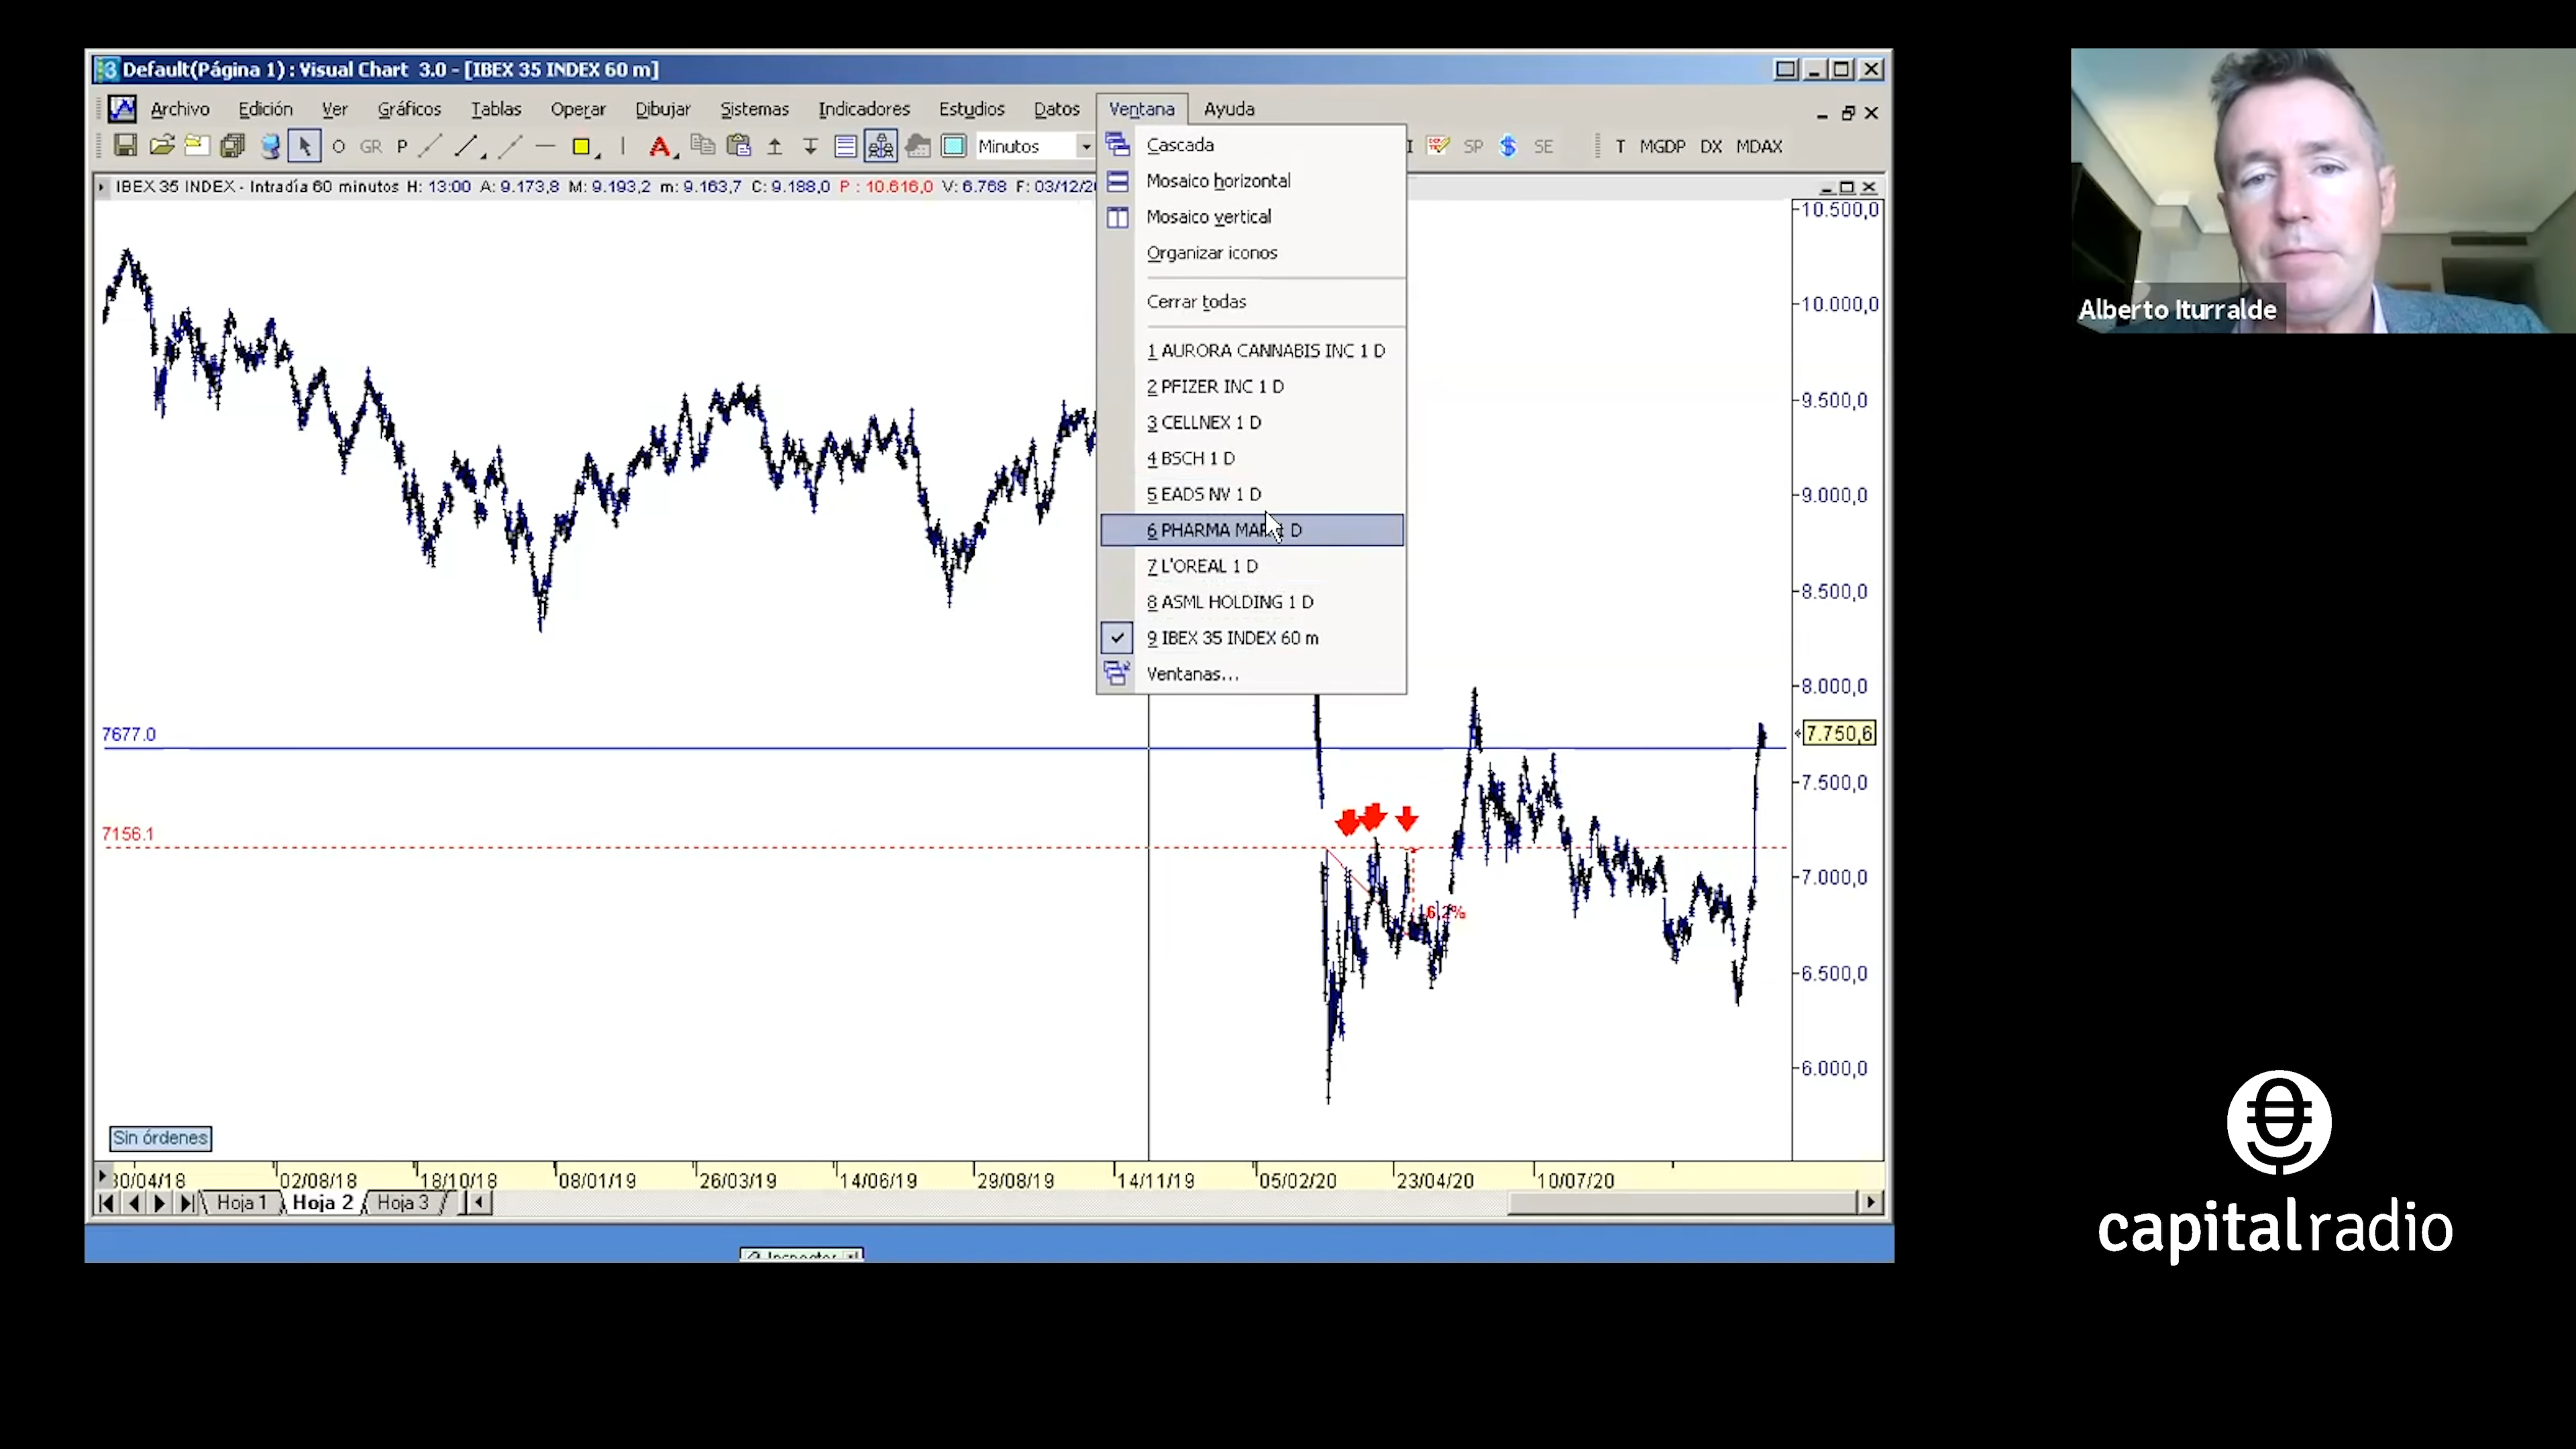 Default(Página 1) : Visual Chart 3.0 - [IBEX 35 INDEX 60 m]
Archivo Edición Ver Gráficos Tablas Operar Dibujar Sistemas Indicadores Estudios Datos Ventana Ayuda
GR P A Minutos SP $ SE T MGDP DX MDAX
IBEX 35 INDEX - Intradía 60 minutos H: 13:00 A: 9.173,8 M: 9.193,2 m: 9.163,7 C: 9.188,0 P : 10.616,0 V: 6.768 F: 03/12/
Cascada
Mosaico horizontal
Mosaico vertical
Organizar iconos
Cerrar todas
1 AURORA CANNABIS INC 1 D
2 PFIZER INC 1 D
3 CELLNEX 1 D
4 BSCH 1 D
5 EADS NV 1 D
6 PHARMA MAR D
7 L'OREAL 1 D
8 ASML HOLDING 1 D
9 IBEX 35 INDEX 60 m
Ventanas...
10.500,0
10.000,0
9.500,0
9.000,0
8.500,0
8.000,0
7.750,6
7.500,0
7.000,0
6.500,0
6.000,0
7677.0
7156.1
6.2%
Sin órdenes
30/04/18 02/08/18 18/10/18 08/01/19 26/03/19 14/06/19 29/08/19 14/11/19 05/02/20 23/04/20 10/07/20
Hoja 1 Hoja 2 Hoja 3
Alberto Iturralde
capitalradio